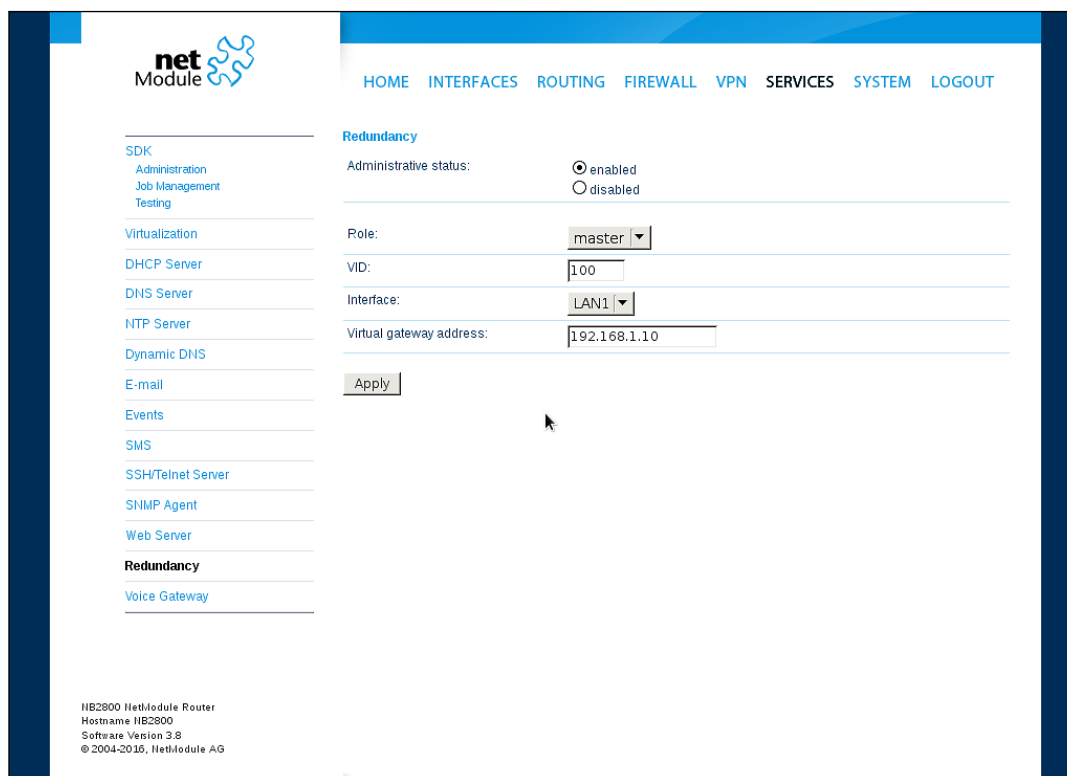 net
Module
HOME INTERFACES ROUTING FIREWALL VPN SERVICES SYSTEM LOGOUT
SDK
Administration
Job Management
Testing
Virtualization
DHCP Server
DNS Server
NTP Server
Dynamic DNS
E-mail
Events
SMS
SSH/Telnet Server
SNMP Agent
Web Server
Redundancy
Voice Gateway
Redundancy
Administrative status:
enabled
disabled
Role: master
VID: 100
Interface: LAN1
Virtual gateway address: 192.168.1.10
Apply
NB2800 NetModule Router
Hostname NB2800
Software Version 3.8
© 2004-2016, NetModule AG